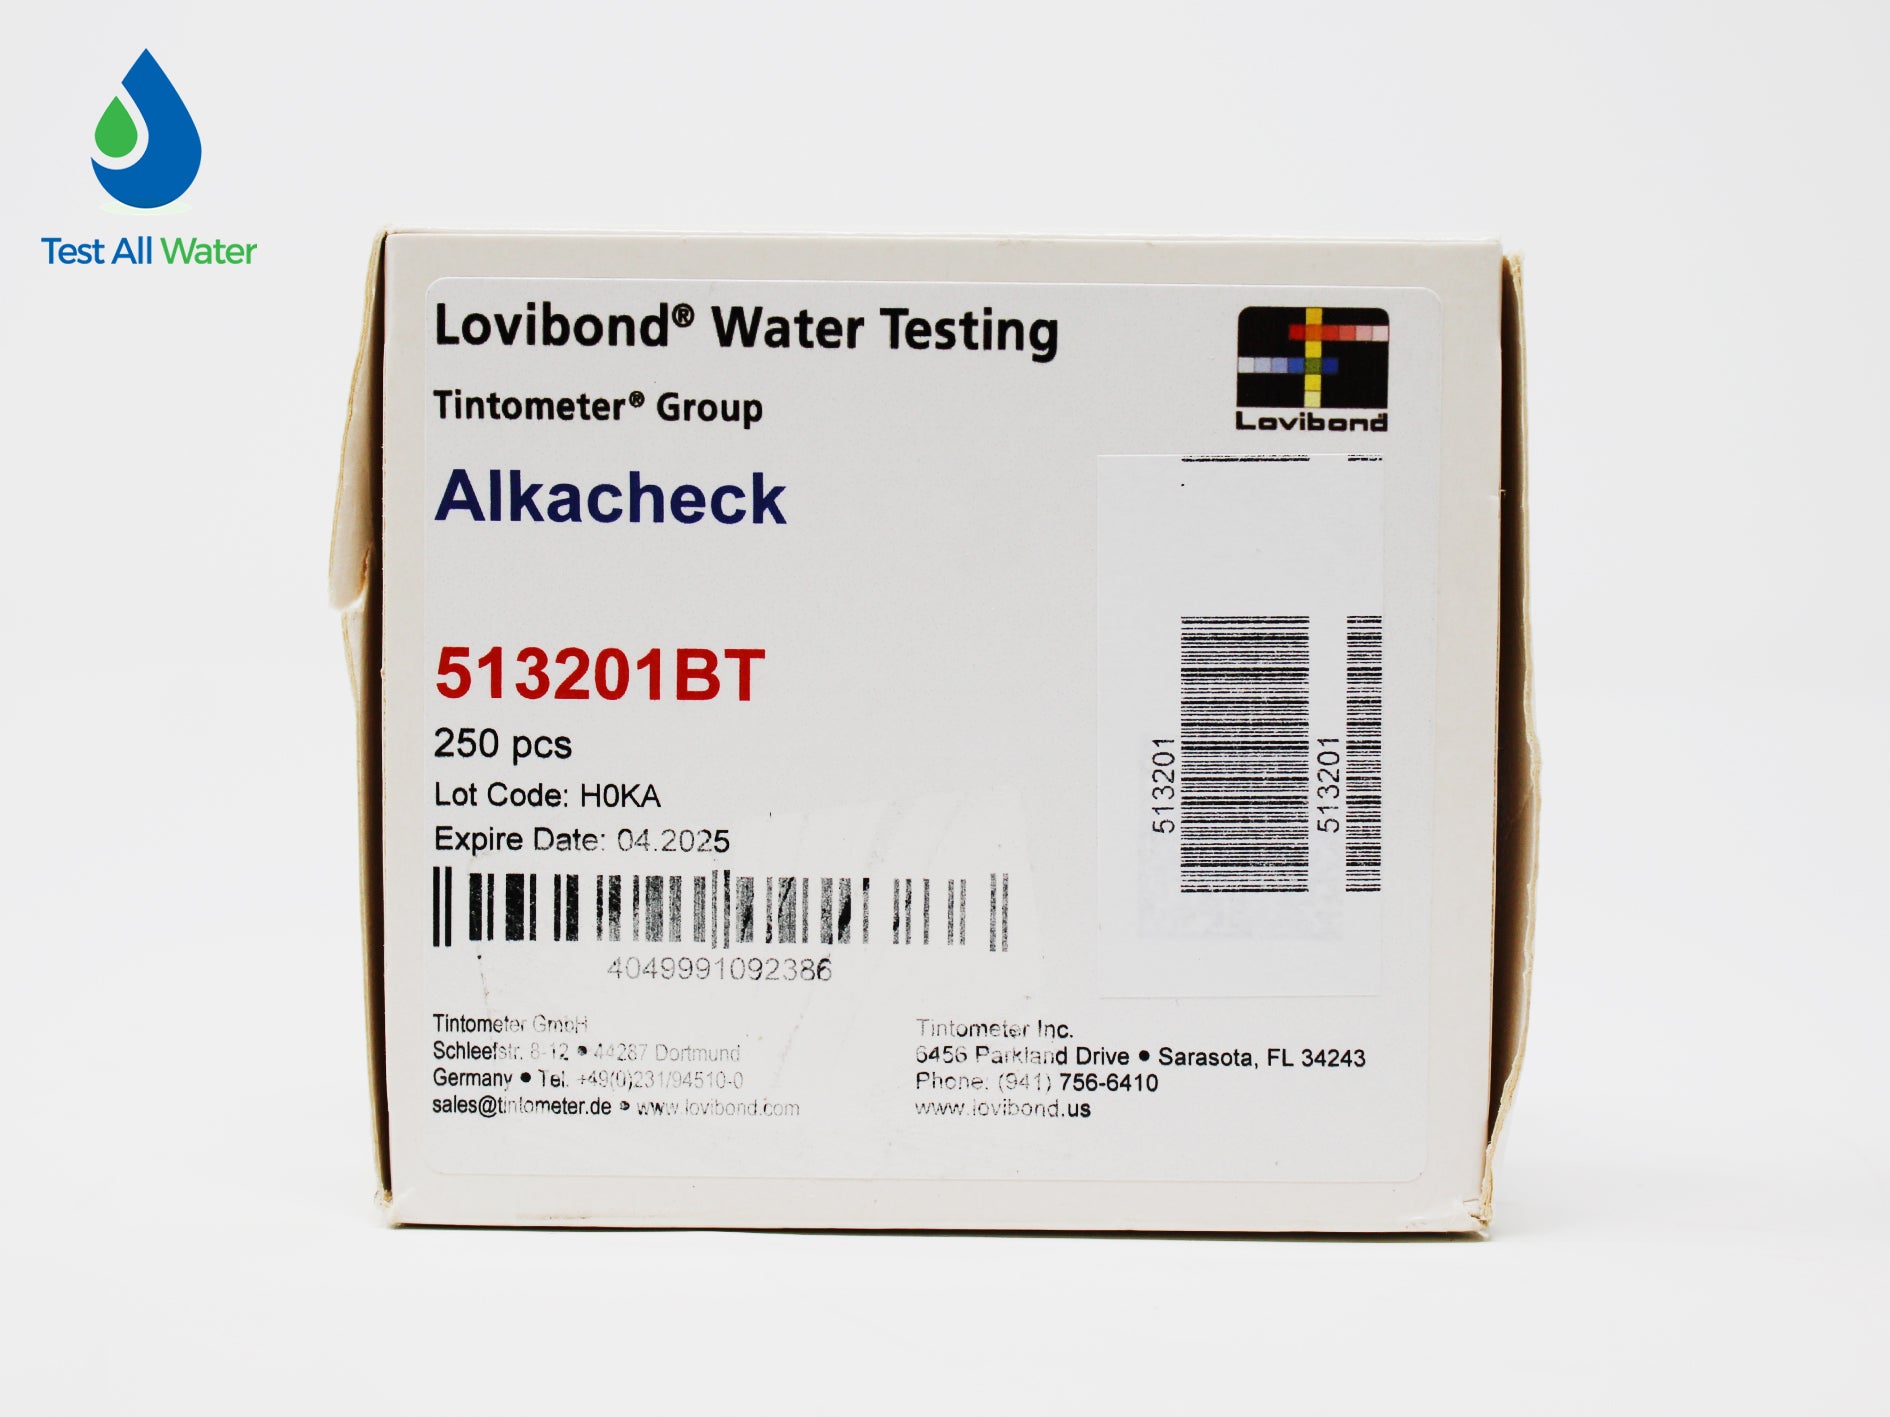 Test All Water
Lovibond® Water Testing
Tintometer® Group
Lovibond
Alkacheck
513201BT
250 pcs
Lot Code: H0KA
Expire Date: 04.2025
4049991092386
513201
513201
Tintometer GmbH
Schleefstr. 8-12 • 44287 Dortmund
Germany • Tel. +49(0)231/94510-0
sales@tintometer.de • www.lovibond.com
Tintometer Inc.
6456 Parkland Drive • Sarasota, FL 34243
Phone: (941) 756-6410
www.lovibond.us